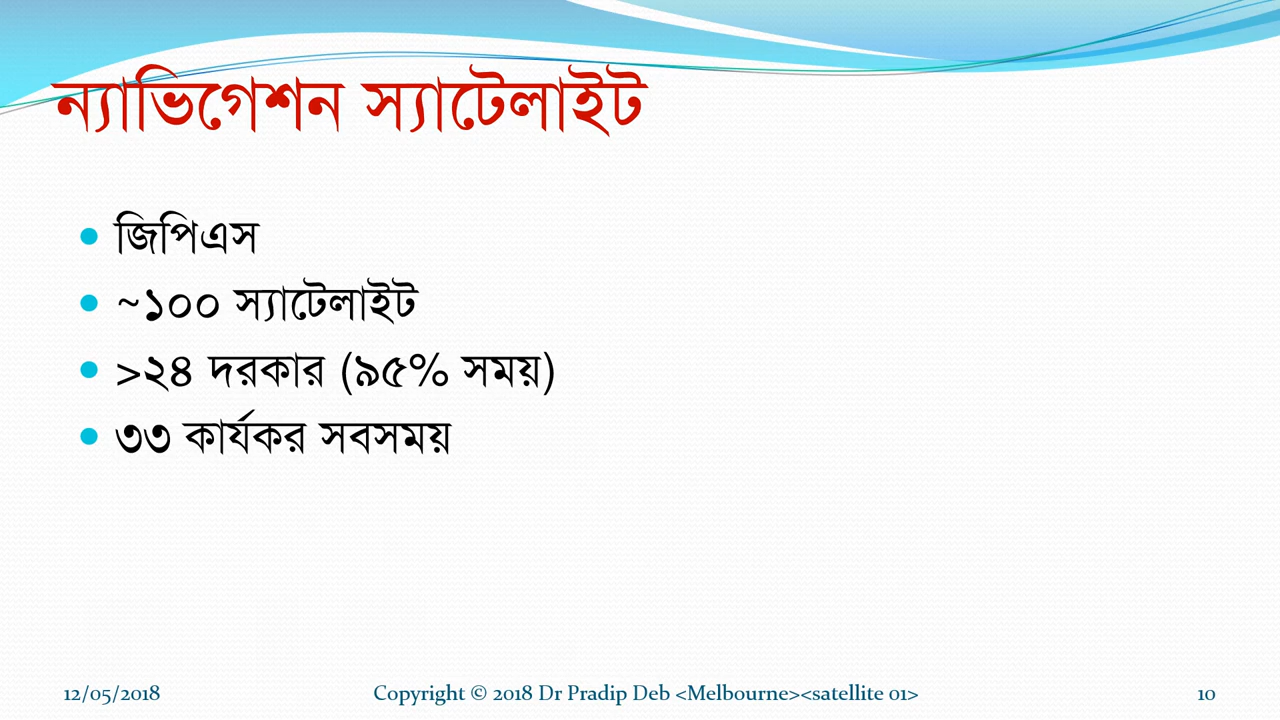 ন্যাভিগেশন স্যাটেলাইট
• জিপিএস
• ~১০০ স্যাটেলাইট
• >২৪ দরকার (৯৫% সময়)
• ৩৩ কার্যকর সবসময়
12/05/2018 Copyright © 2018 Dr Pradip Deb <Melbourne><satellite 01> 10